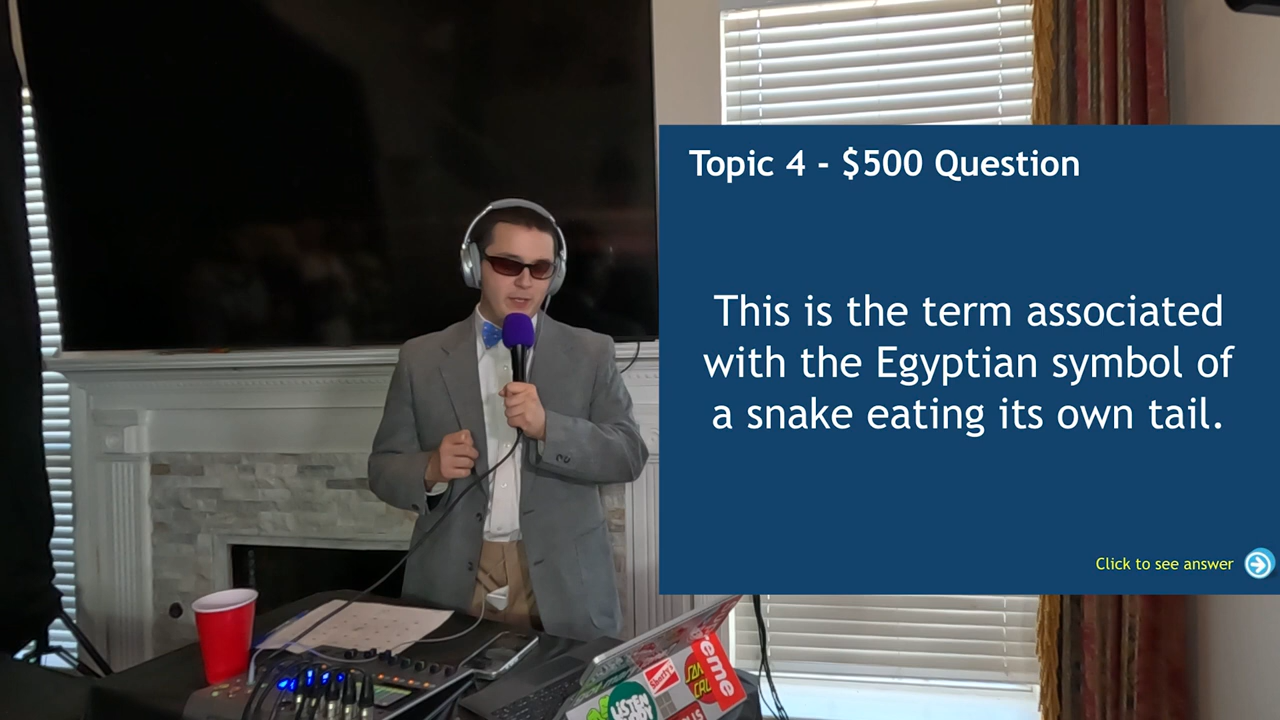 Topic 4 - $500 Question
This is the term associated
with the Egyptian symbol of
a snake eating its own tail.
Click to see answer